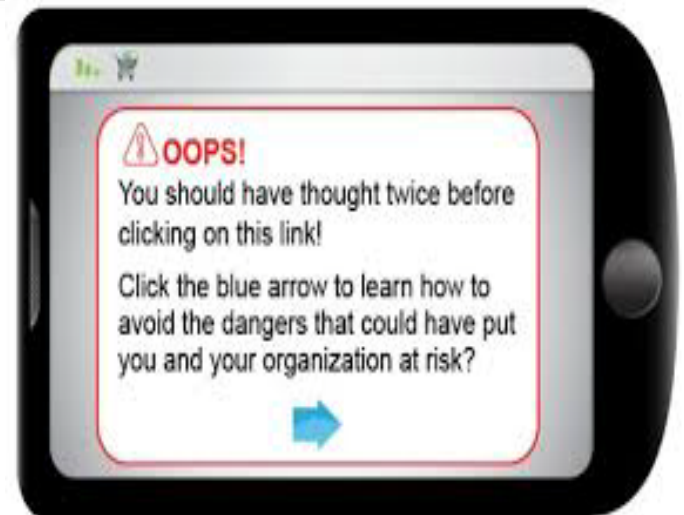 OOPS!
You should have thought twice before
clicking on this link!
Click the blue arrow to learn how to
avoid the dangers that could have put
you and your organization at risk?